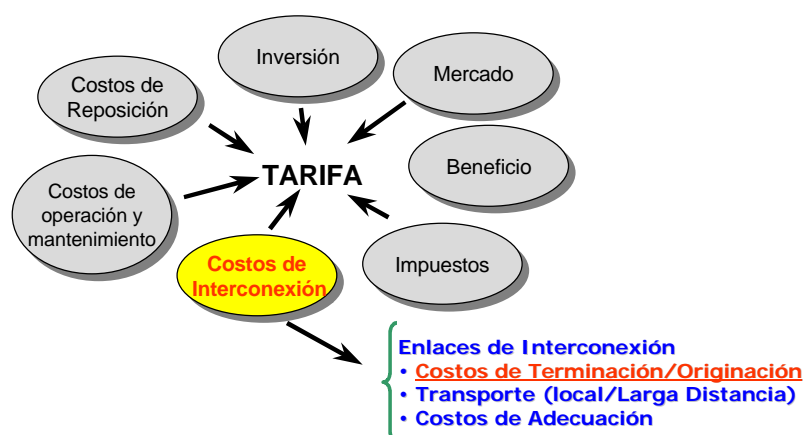 Inversión
Mercado
Costos de
Reposición
Beneficio
TARIFA
Costos de
operación y
mantenimiento
Costos de
Interconexión
Impuestos
Enlaces de Interconexión
• Costos de Terminación/Originación
• Transporte (local/Larga Distancia)
• Costos de Adecuación